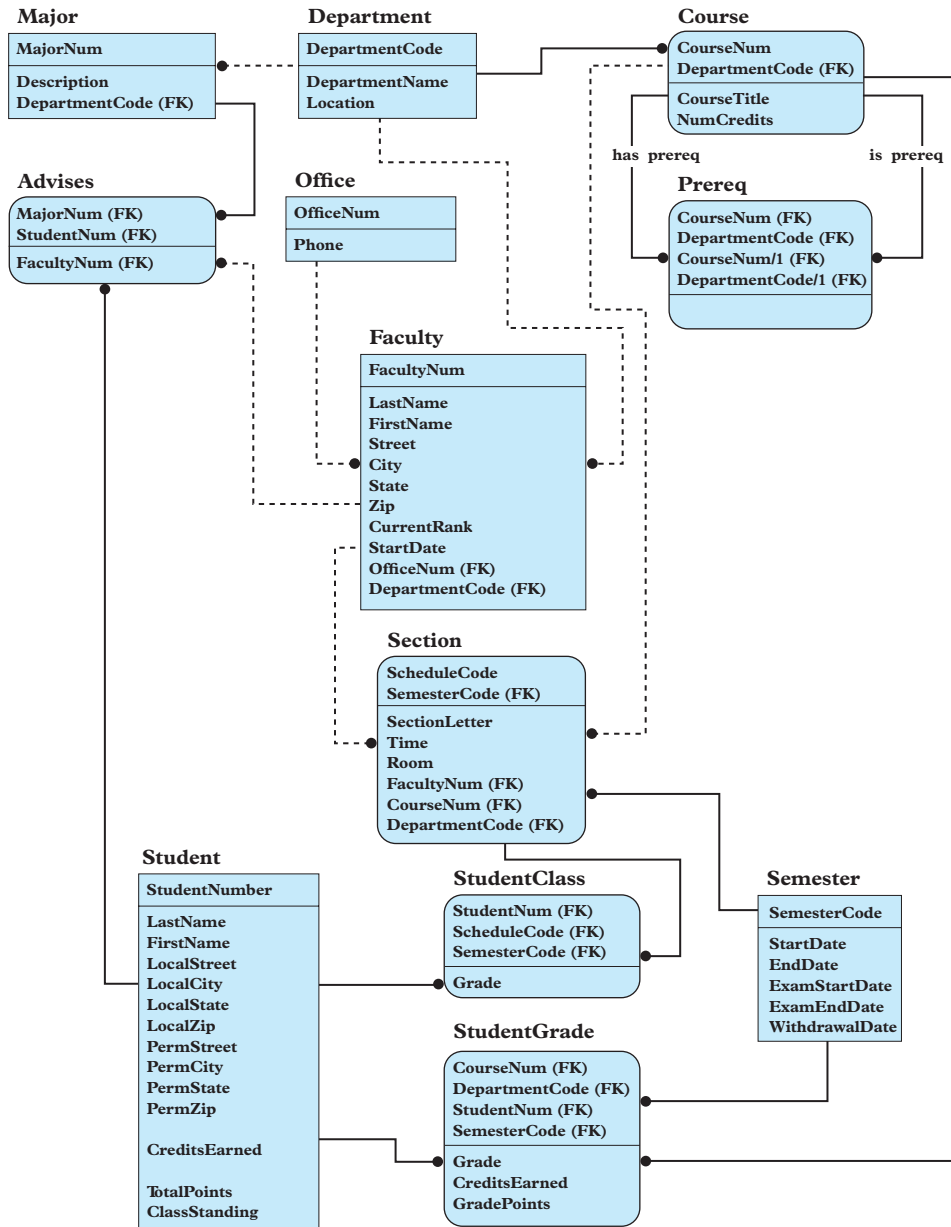 Major
MajorNum
Description
DepartmentCode (FK)
Department
DepartmentCode
DepartmentName
Location
Course
CourseNum
DepartmentCode (FK)
CourseTitle
NumCredits
has prereq
is prereq
Advises
MajorNum (FK)
StudentNum (FK)
FacultyNum (FK)
Office
OfficeNum
Phone
Prereq
CourseNum (FK)
DepartmentCode (FK)
CourseNum/1 (FK)
DepartmentCode/1 (FK)
Faculty
FacultyNum
LastName
FirstName
Street
City
State
Zip
CurrentRank
StartDate
OfficeNum (FK)
DepartmentCode (FK)
Section
ScheduleCode
SemesterCode (FK)
SectionLetter
Time
Room
FacultyNum (FK)
CourseNum (FK)
DepartmentCode (FK)
Student
StudentNumber
LastName
FirstName
LocalStreet
LocalCity
LocalState
LocalZip
PermStreet
PermCity
PermState
PermZip
CreditsEarned
TotalPoints
ClassStanding
StudentClass
StudentNum (FK)
ScheduleCode (FK)
SemesterCode (FK)
Grade
Semester
SemesterCode
StartDate
EndDate
ExamStartDate
ExamEndDate
WithdrawalDate
StudentGrade
CourseNum (FK)
DepartmentCode (FK)
StudentNum (FK)
SemesterCode (FK)
Grade
CreditsEarned
GradePoints